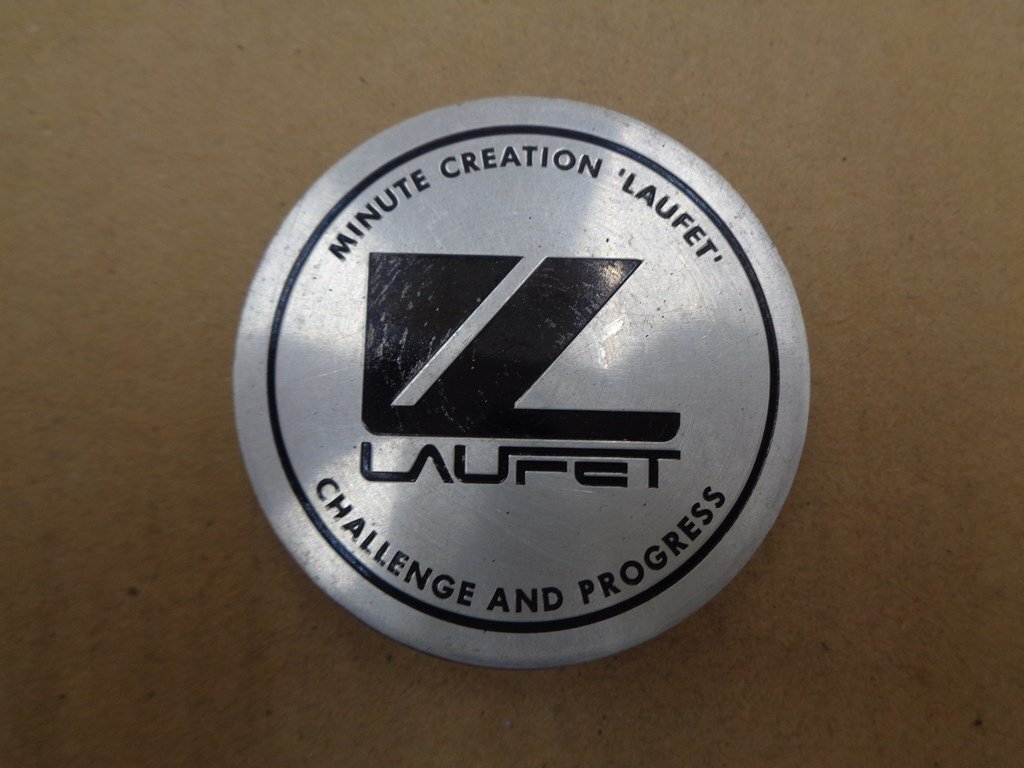 MINUTE CREATION 'LAUFET'
LAUFET
CHALLENGE AND PROGRESS